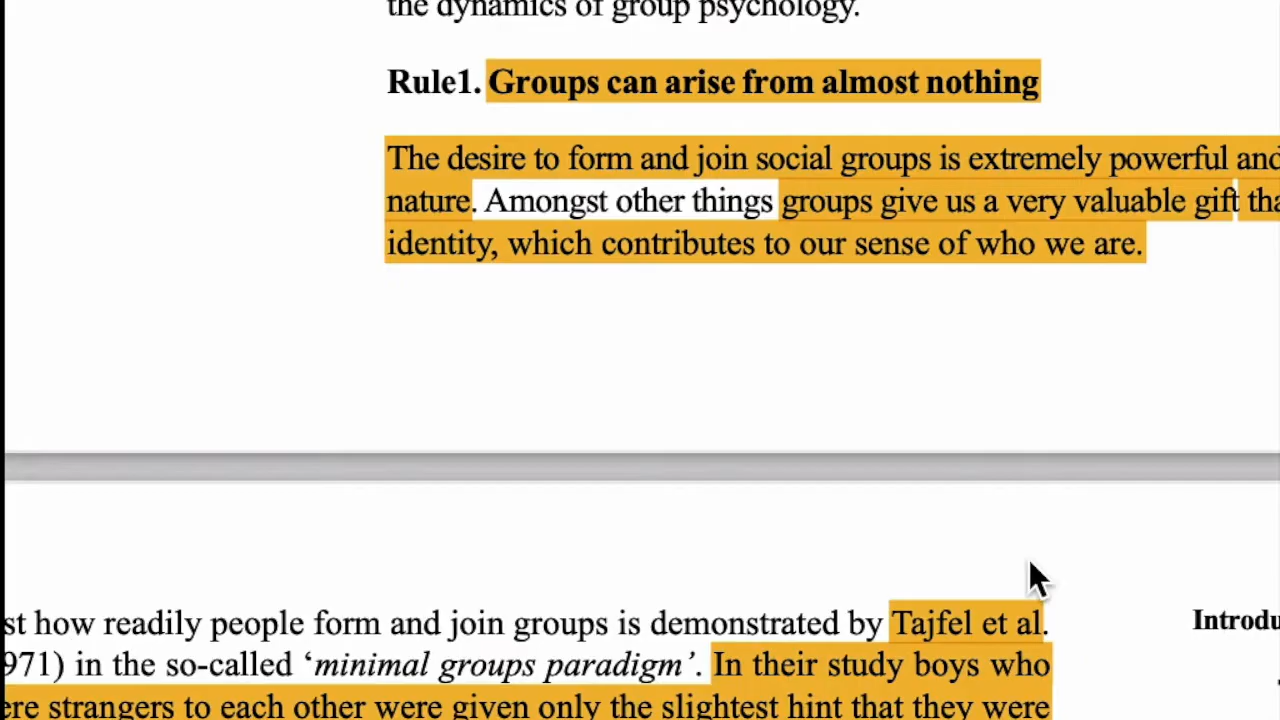 the dynamics of group psychology.
Rule1. Groups can arise from almost nothing
The desire to form and join social groups is extremely powerful and
nature. Amongst other things groups give us a very valuable gift
identity, which contributes to our sense of who we are.
how readily people form and join groups is demonstrated by Tajfel et al.
971) in the so-called ‘minimal groups paradigm’. In their study boys who
strangers to each other were given only the slightest hint that they were